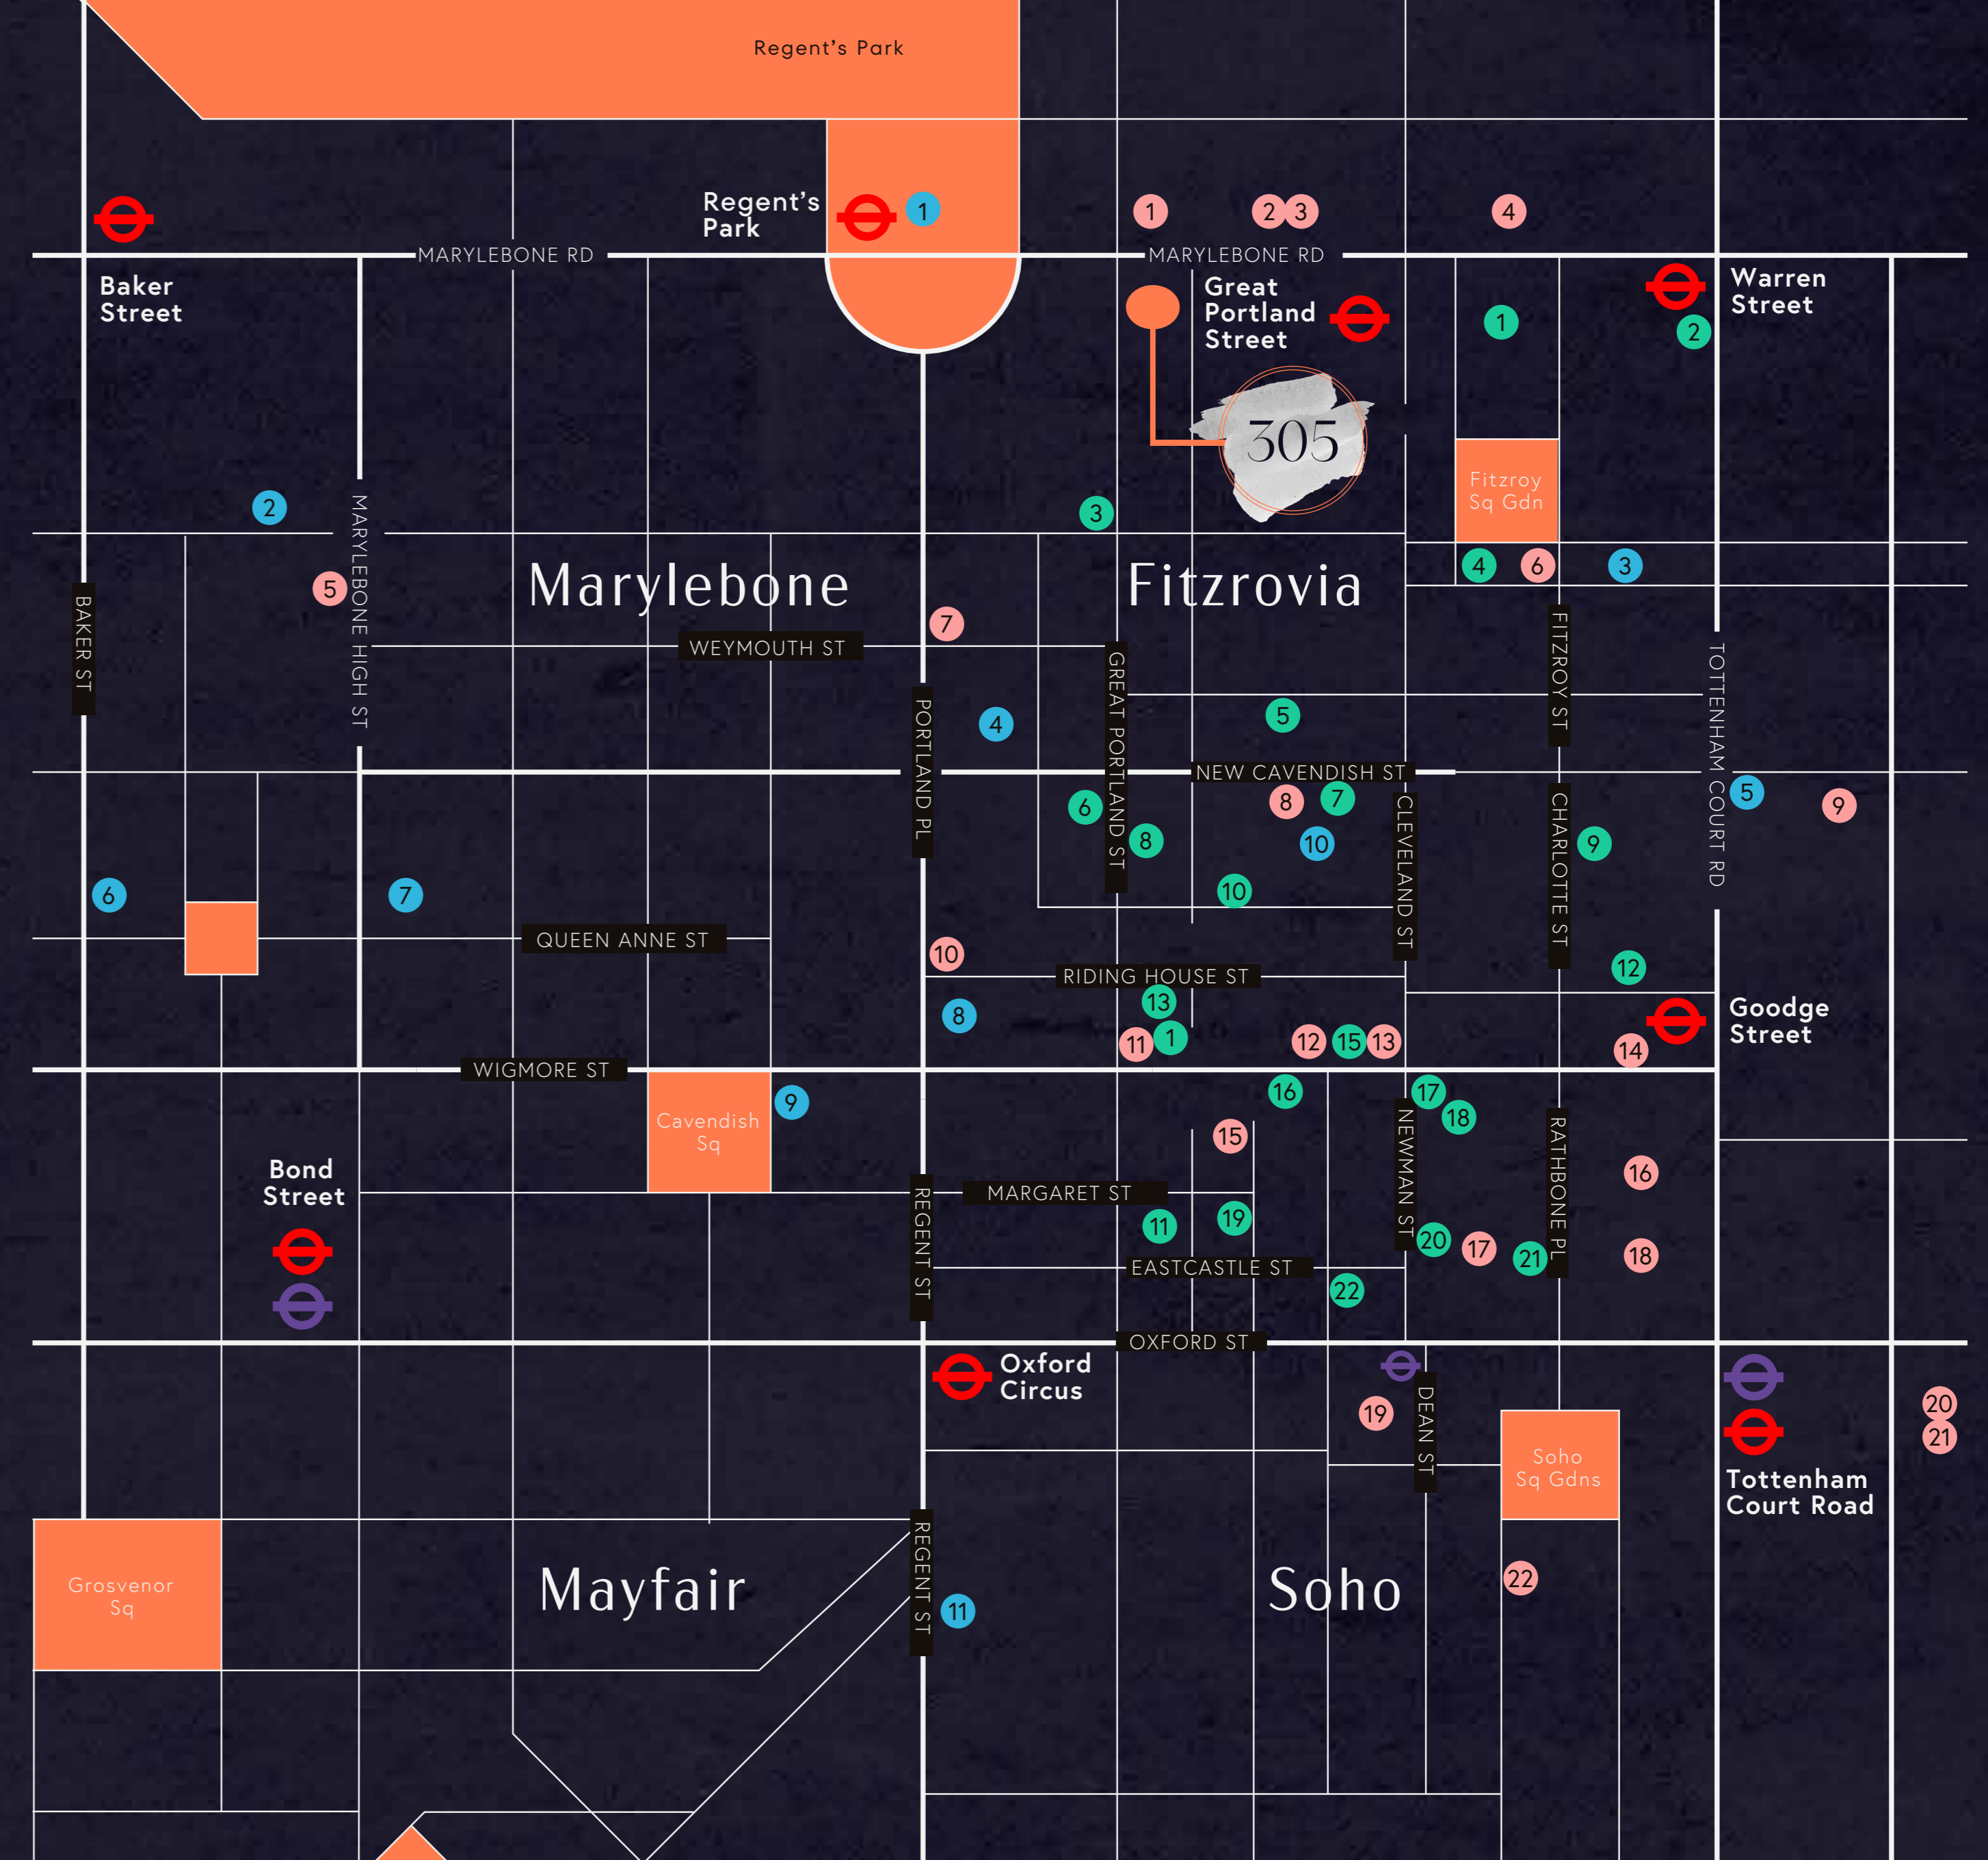 Regent's Park
Regent's
Park
1
1
2
3
4
MARYLEBONE RD
MARYLEBONE RD
Baker
Street
Great
Portland
Street
Warren
Street
1
2
305
2
3
Fitzroy
Sq Gdn
4
6
3
5
Marylebone
Fitzrovia
BAKER ST
MARYLEBONE HIGH ST
WEYMOUTH ST
7
GREAT PORTLAND ST
FITZROY ST
TOTTENHAM COURT RD
PORTLAND PL
4
5
NEW CAVENDISH ST
6
8
7
8
10
CLEVELAND ST
CHARLOTTE ST
9
5
9
6
7
10
QUEEN ANNE ST
10
RIDING HOUSE ST
12
8
13
11
1
12
15
13
14
Goodge
Street
WIGMORE ST
Cavendish
Sq
9
16
17
18
15
NEWMAN ST
RATHBONE PL
16
Bond
Street
REGENT ST
MARGARET ST
11
19
20
17
21
18
EASTCASTLE ST
22
OXFORD ST
Oxford
Circus
19
DEAN ST
20
21
Soho
Sq Gdns
Tottenham
Court Road
Grosvenor
Sq
Mayfair
REGENT ST
11
Soho
22